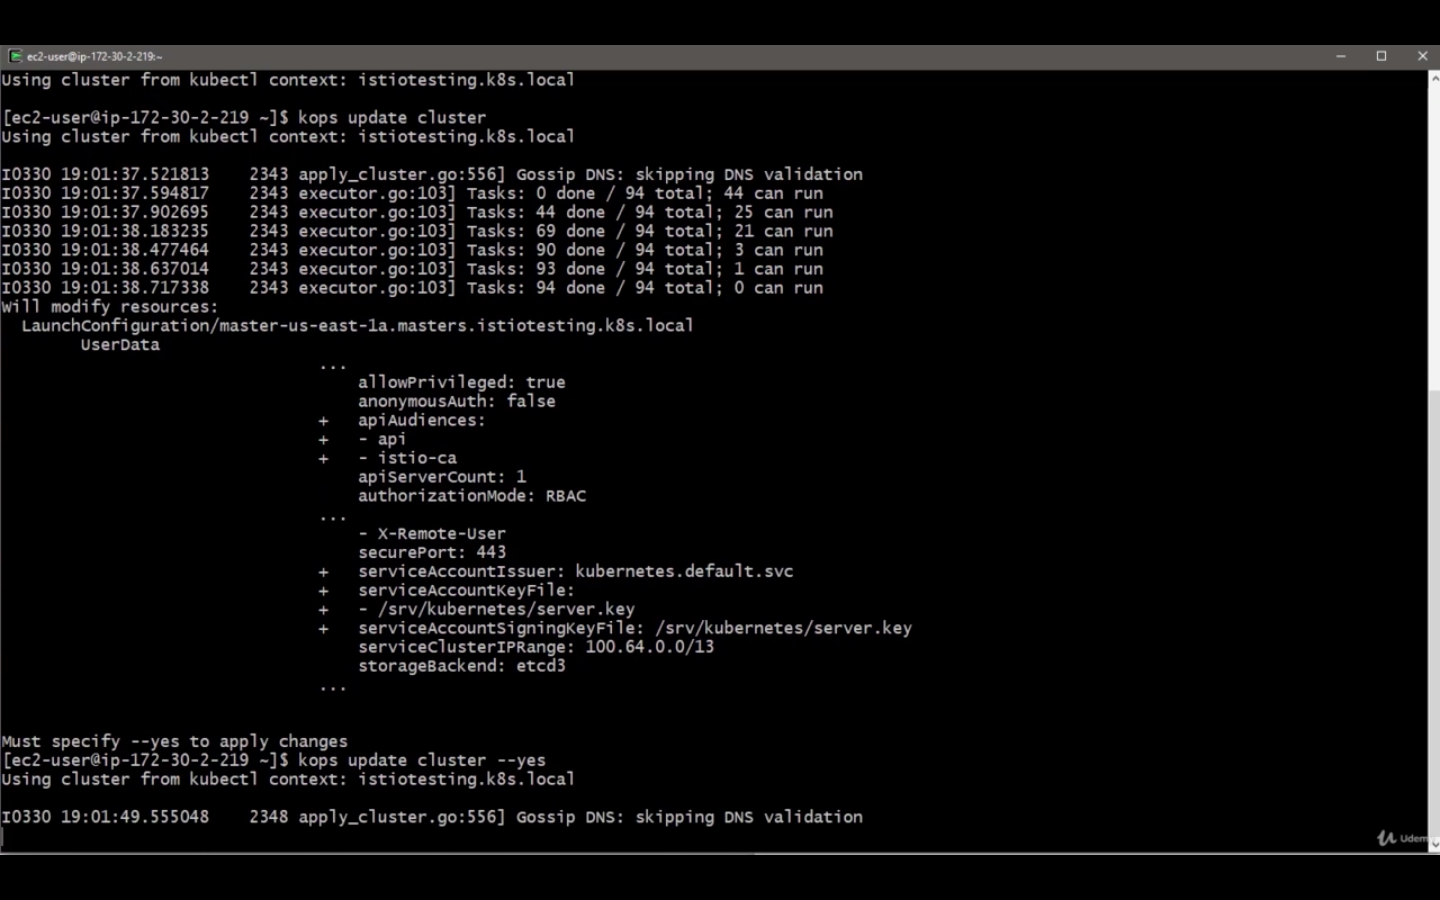 ec2-user@ip-172-30-2-219:~
Using cluster from kubectl context: istiotesting.k8s.local
[ec2-user@ip-172-30-2-219 ~]$ kops update cluster
Using cluster from kubectl context: istiotesting.k8s.local
I0330 19:01:37.521813    2343 apply_cluster.go:556] Gossip DNS: skipping DNS validation
I0330 19:01:37.594817    2343 executor.go:103] Tasks: 0 done / 94 total; 44 can run
I0330 19:01:37.902695    2343 executor.go:103] Tasks: 44 done / 94 total; 25 can run
I0330 19:01:38.183235    2343 executor.go:103] Tasks: 69 done / 94 total; 21 can run
I0330 19:01:38.477464    2343 executor.go:103] Tasks: 90 done / 94 total; 3 can run
I0330 19:01:38.637014    2343 executor.go:103] Tasks: 93 done / 94 total; 1 can run
I0330 19:01:38.717338    2343 executor.go:103] Tasks: 94 done / 94 total; 0 can run
Will modify resources:
LaunchConfiguration/master-us-east-1a.masters.istiotesting.k8s.local
UserData
...
allowPrivileged: true
anonymousAuth: false
+ apiAudiences:
+ - api
+ - istio-ca
apiServerCount: 1
authorizationMode: RBAC
...
- X-Remote-User
securePort: 443
+ serviceAccountIssuer: kubernetes.default.svc
+ serviceAccountKeyFile:
+ - /srv/kubernetes/server.key
+ serviceAccountSigningKeyFile: /srv/kubernetes/server.key
serviceClusterIPRange: 100.64.0.0/13
storageBackend: etcd3
...
Must specify --yes to apply changes
[ec2-user@ip-172-30-2-219 ~]$ kops update cluster --yes
Using cluster from kubectl context: istiotesting.k8s.local
I0330 19:01:49.555048    2348 apply_cluster.go:556] Gossip DNS: skipping DNS validation
Udemy